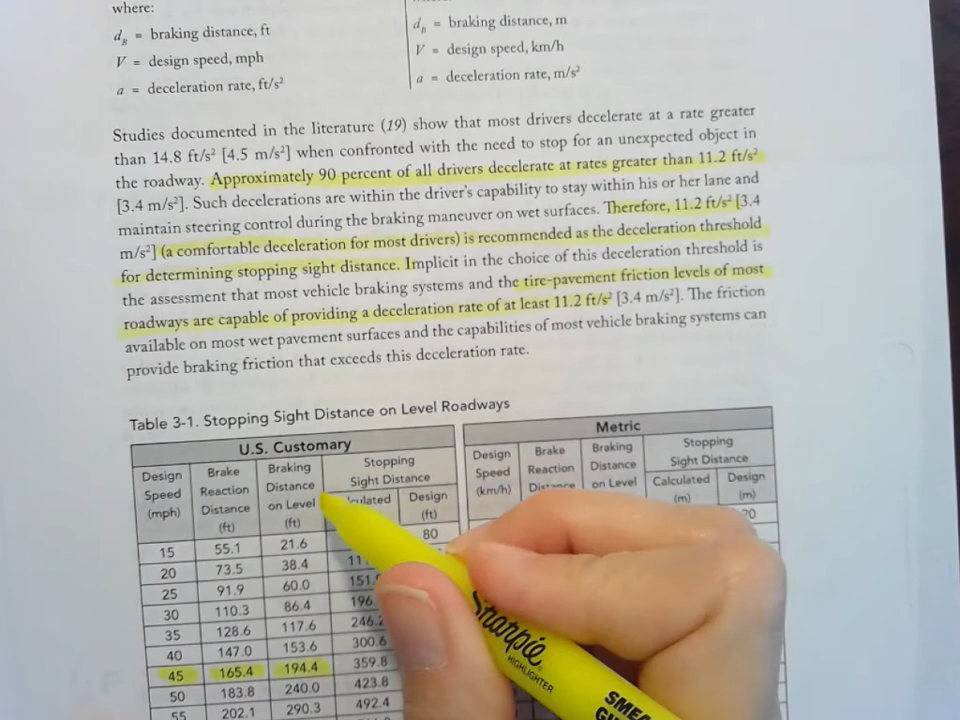 where:
d_B = braking distance, ft
V = design speed, mph
a = deceleration rate, ft/s²
d_B = braking distance, m
V = design speed, km/h
a = deceleration rate, m/s²
Studies documented in the literature (19) show that most drivers decelerate at a rate greater
than 14.8 ft/s² [4.5 m/s²] when confronted with the need to stop for an unexpected object in
the roadway. Approximately 90 percent of all drivers decelerate at rates greater than 11.2 ft/s²
[3.4 m/s²]. Such decelerations are within the driver's capability to stay within his or her lane and
maintain steering control during the braking maneuver on wet surfaces. Therefore, 11.2 ft/s² [3.4
m/s²] (a comfortable deceleration for most drivers) is recommended as the deceleration threshold
for determining stopping sight distance. Implicit in the choice of this deceleration threshold is
the assessment that most vehicle braking systems and the tire-pavement friction levels of most
roadways are capable of providing a deceleration rate of at least 11.2 ft/s² [3.4 m/s²]. The friction
available on most wet pavement surfaces and the capabilities of most vehicle braking systems can
provide braking friction that exceeds this deceleration rate.
Table 3-1. Stopping Sight Distance on Level Roadways
U.S. Customary
Design Speed (mph)
Brake Reaction Distance (ft)
Braking Distance on Level (ft)
Stopping Sight Distance
Design (ft)
80
15 55.1 21.6
20 73.5 38.4
25 91.9 60.0
30 110.3 86.4
35 128.6 117.6
40 147.0 153.6 300.6
45 165.4 194.4 359.8
50 183.8 240.0 423.8
55 202.1 290.3 492.4
Metric
Design Speed (km/h)
Brake Reaction Distance
Braking Distance on Level
Stopping Sight Distance
Calculated (m)
Design (m)
Sharpie
HIGHLIGHTER